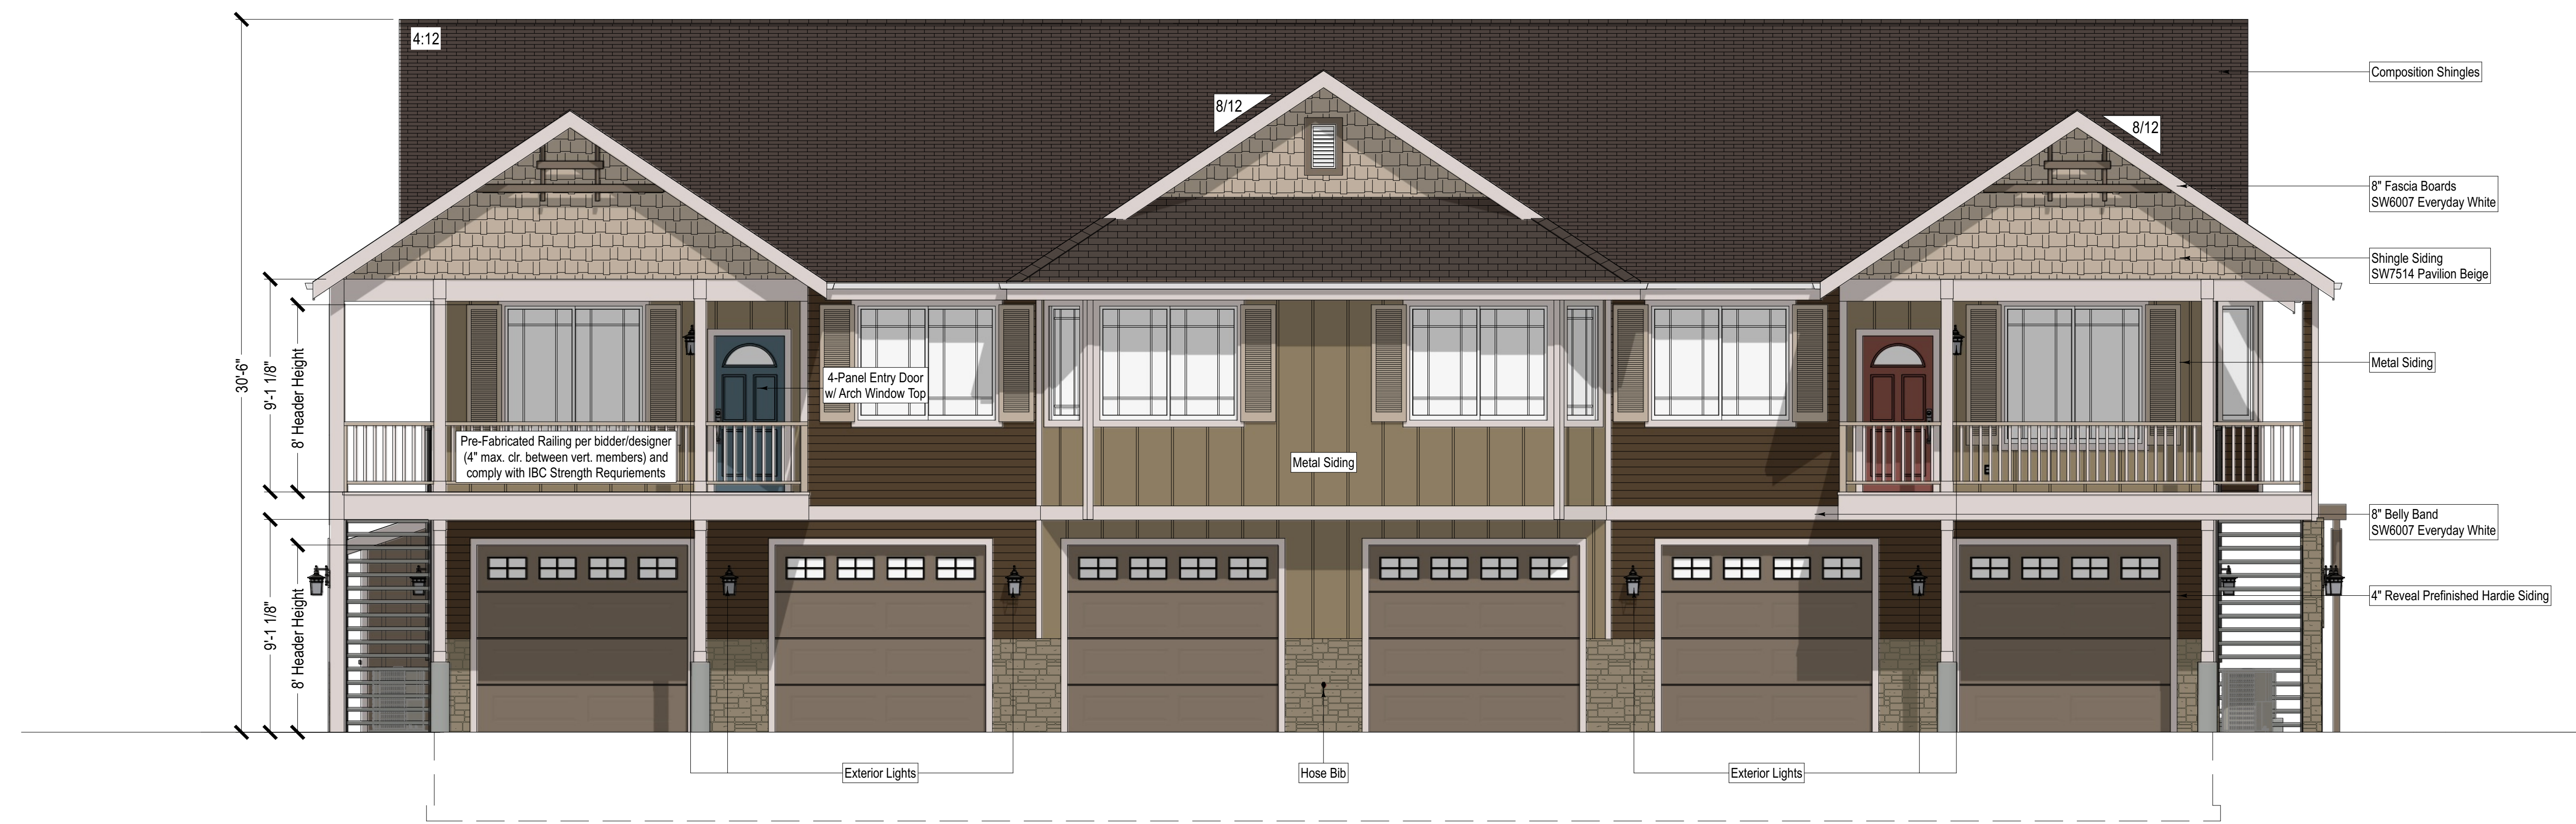 4:12
8/12
8/12
Composition Shingles
8" Fascia Boards
SW6007 Everyday White
Shingle Siding
SW7514 Pavilion Beige
Metal Siding
30'-6"
9'-1 1/8"
8' Header Height
4-Panel Entry Door
w/ Arch Window Top
Pre-Fabricated Railing per bidder/designer
(4" max. clr. between vert. members) and
comply with IBC Strength Requriements
Metal Siding
8" Belly Band
SW6007 Everyday White
9'-1 1/8"
8' Header Height
4" Reveal Prefinished Hardie Siding
Exterior Lights
Hose Bib
Exterior Lights